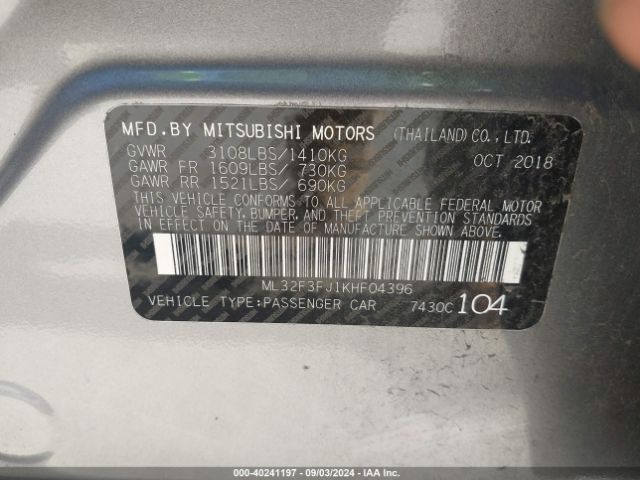 MFD.BY MITSUBISHI MOTORS (THAILAND)CO.,LTD.
GVWR 3108LBS/1410KG OCT 2018
GAWR FR 1609LBS/ 730KG
GAWR RR 1521LBS/ 690KG
THIS VEHICLE CONFORMS TO ALL APPLICABLE FEDERAL MOTOR
VEHICLE SAFETY, BUMPER, AND THEFT PREVENTION STANDARDS
IN EFFECT ON THE DATE OF MANUFACTURE SHOWN ABOVE.
ML32F3FJ1KHF04396
VEHICLE TYPE:PASSENGER CAR 7430C 104
000-40241197 - 09/03/2024 - IAA Inc.